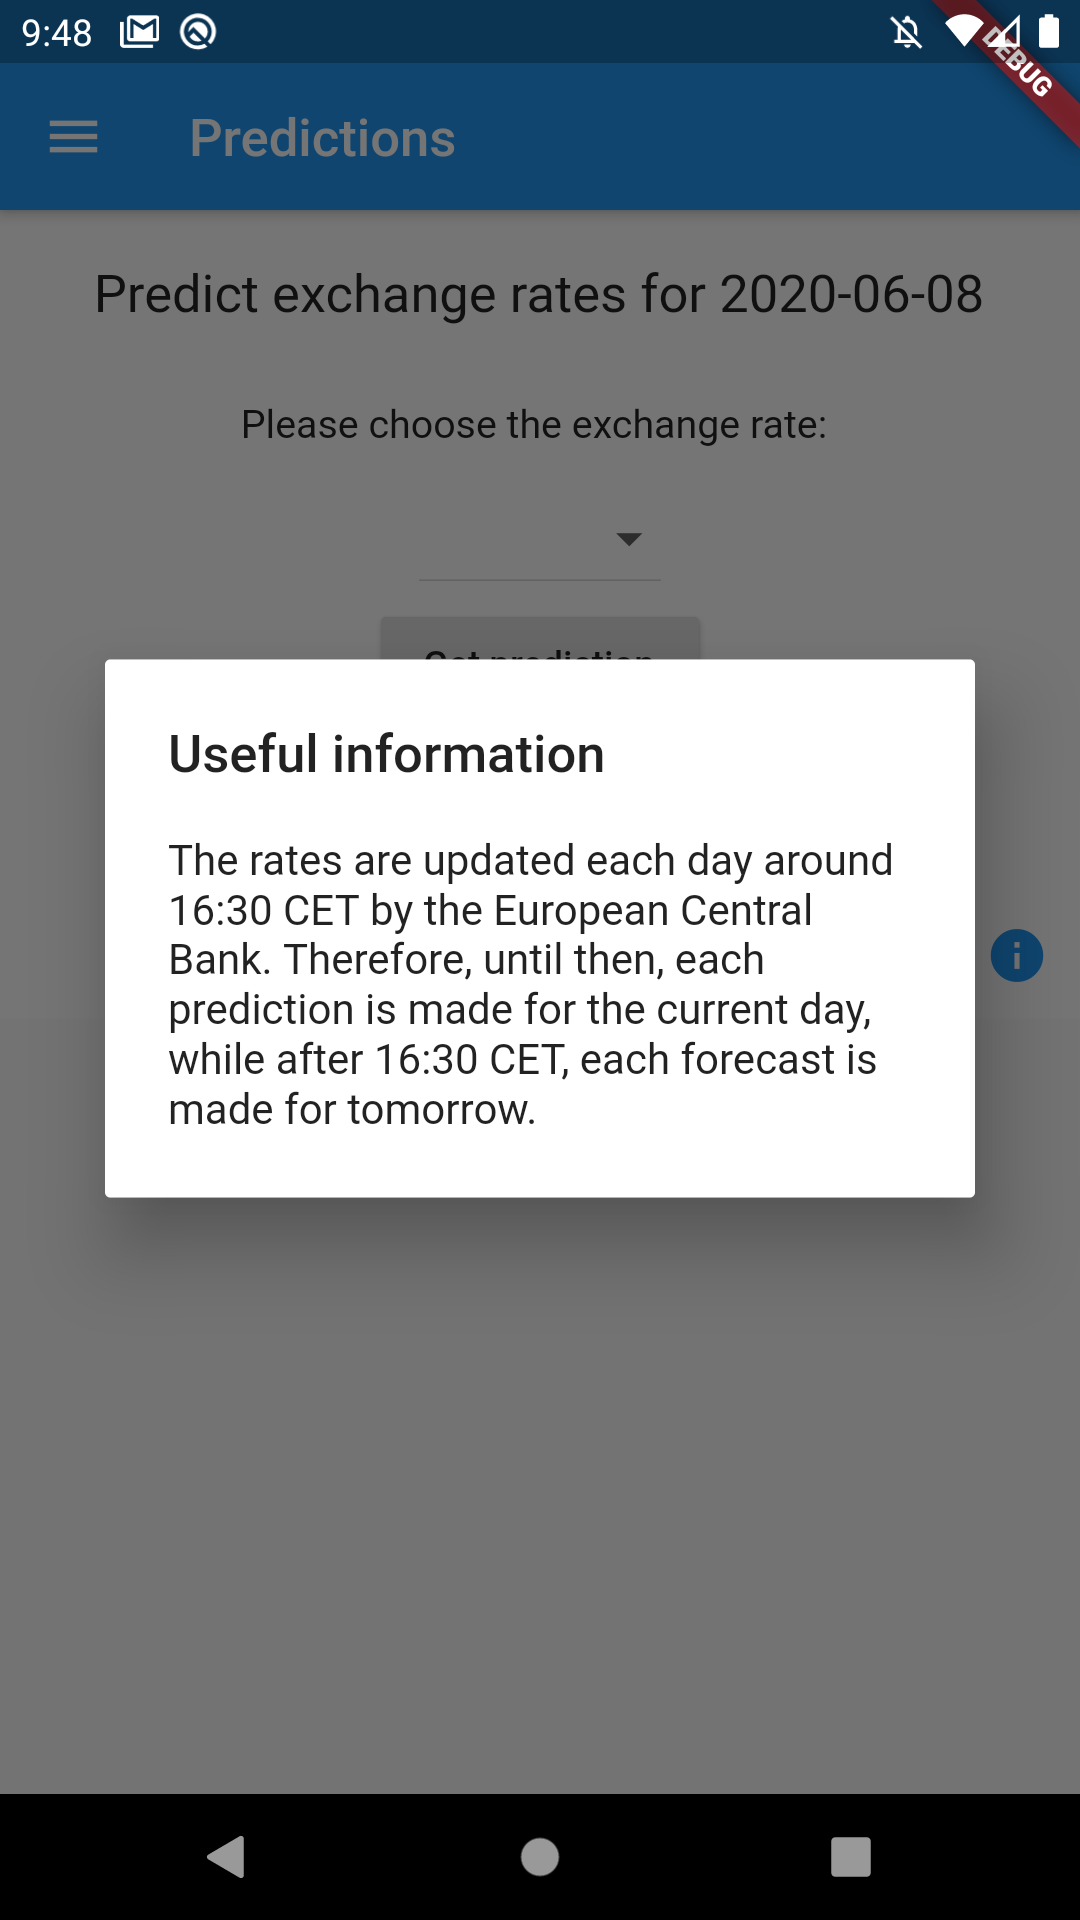 9:48
DEBUG
Predictions
Predict exchange rates for 2020-06-08
Please choose the exchange rate:
Get prediction
Useful information
The rates are updated each day around
16:30 CET by the European Central
Bank. Therefore, until then, each
prediction is made for the current day,
while after 16:30 CET, each forecast is
made for tomorrow.